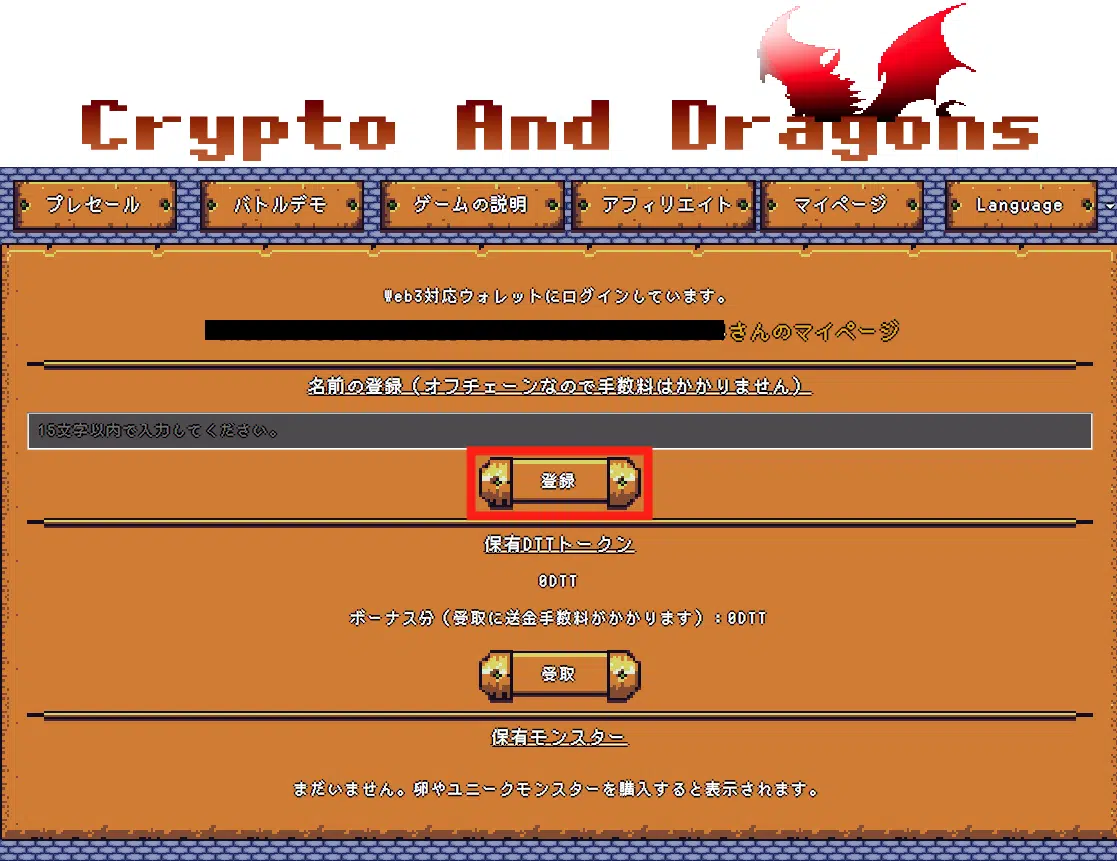 Crypto And Dragons
プレセール バトルデモ ゲームの説明 アフィリエイト マイページ Language
Web3対応ウォレットにログインしています。
さんのマイページ
名前の登録（オフチェーンなので手数料はかかりません）
15文字以内で入力してください。
登録
保有DTTトークン
0DTT
ボーナス分（受取に送金手数料がかかります）：0DTT
受取
保有モンスター
まだいません。卵やユニークモンスターを購入すると表示されます。